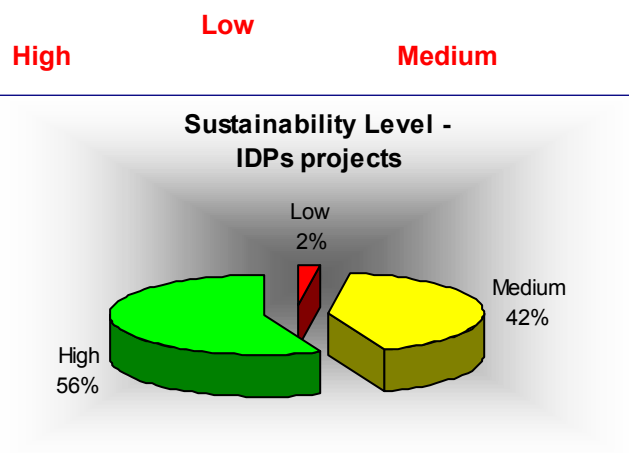 Low
High
Medium
Sustainability Level -
IDPs projects
Low
2%
Medium
42%
High
56%